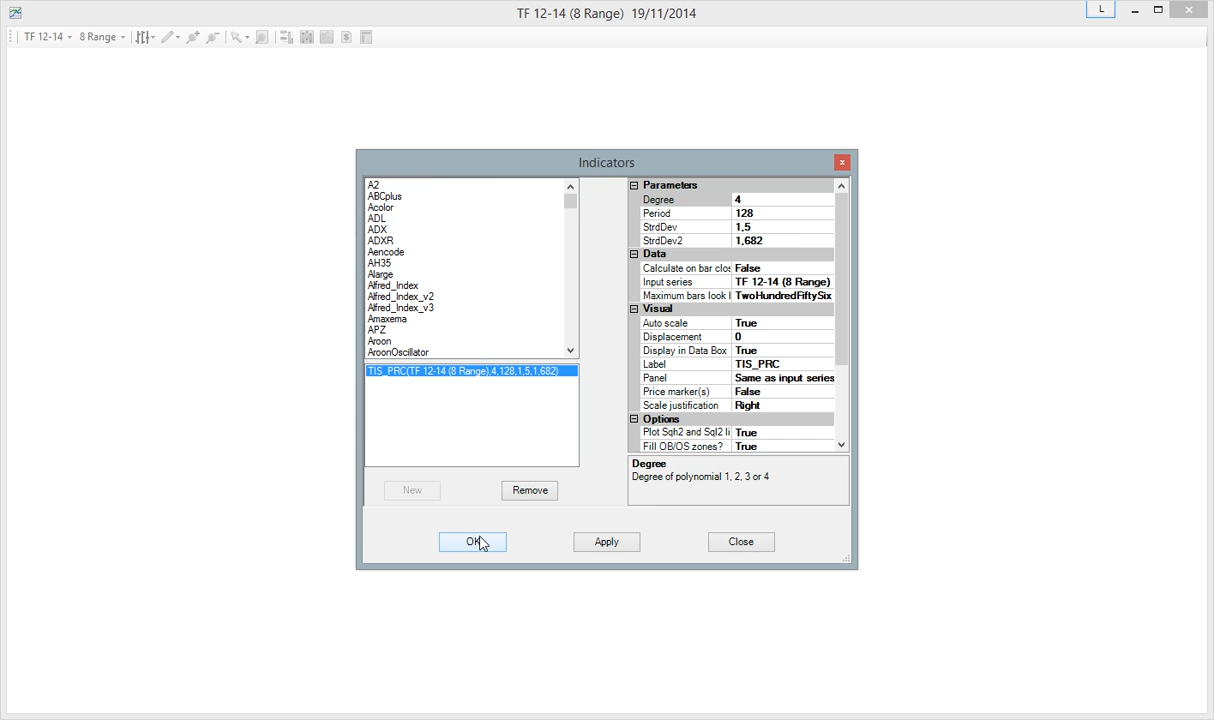 TF 12-14 (8 Range) 19/11/2014
L
TF 12-14
8 Range
Indicators
A2
ABCplus
Acolor
ADL
ADX
ADXR
Aencode
AH35
Alarge
Alfred_Index
Alfred_Index_v2
Alfred_Index_v3
Amaxema
APZ
Aroon
AroonOscillator
TIS_PRC(TF 12-14 (8 Range),4,128,1,5,1,682)
New
Remove
Parameters
Degree 4
Period 128
StrdDev 1,5
StrdDev2 1,682
Data
Calculate on bar clos False
Input series TF 12-14 (8 Range)
Maximum bars look l TwoHundredFiftySix
Visual
Auto scale True
Displacement 0
Display in Data Box True
Label TIS_PRC
Panel Same as input series
Price marker(s) False
Scale justification Right
Options
Plot Sqh2 and Sql2 li True
Fill OB/OS zones? True
Degree
Degree of polynomial 1, 2, 3 or 4
OK
Apply
Close